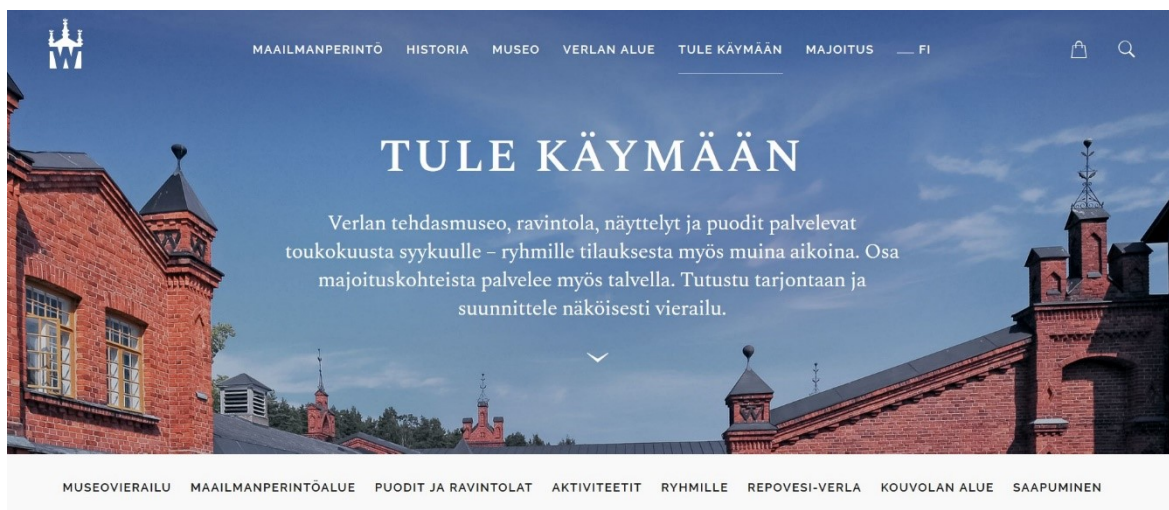 W
MAAILMANPERINTÖ HISTORIA MUSEO VERLAN ALUE TULE KÄYMÄÄN MAJOITUS FI
TULE KÄYMÄÄN
Verlan tehdasmuseo, ravintola, näyttelyt ja puodit palvelevat
toukokuusta syykuulle – ryhmille tilauksesta myös muina aikoina. Osa
majoituskohteista palvelee myös talvella. Tutustu tarjontaan ja
suunnittele näköisesti vierailu.
MUSEOVIERAILU MAAILMANPERINTÖALUE PUODIT JA RAVINTOLAT AKTIVITEETIT RYHMILLE REPOVESI-VERLA KOUVOLAN ALUE SAAPUMINEN